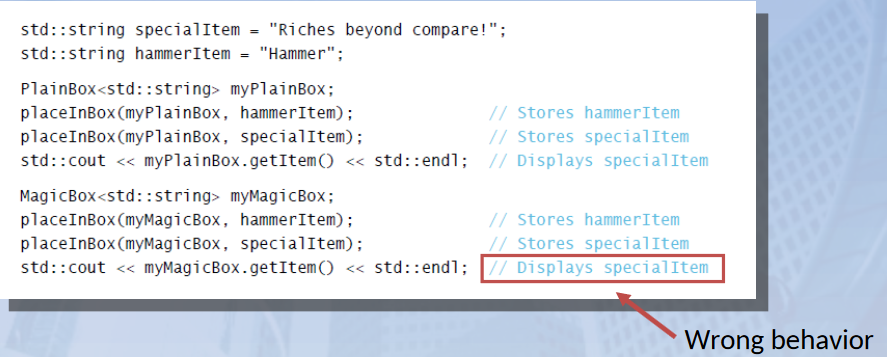 std::string specialItem = "Riches beyond compare!";
std::string hammerItem = "Hammer";
PlainBox<std::string> myPlainBox;
placeInBox(myPlainBox, hammerItem); // Stores hammerItem
placeInBox(myPlainBox, specialItem); // Stores specialItem
std::cout << myPlainBox.getItem() << std::endl; // Displays specialItem
MagicBox<std::string> myMagicBox;
placeInBox(myMagicBox, hammerItem); // Stores hammerItem
placeInBox(myMagicBox, specialItem); // Stores specialItem
std::cout << myMagicBox.getItem() << std::endl; // Displays specialItem
Wrong behavior